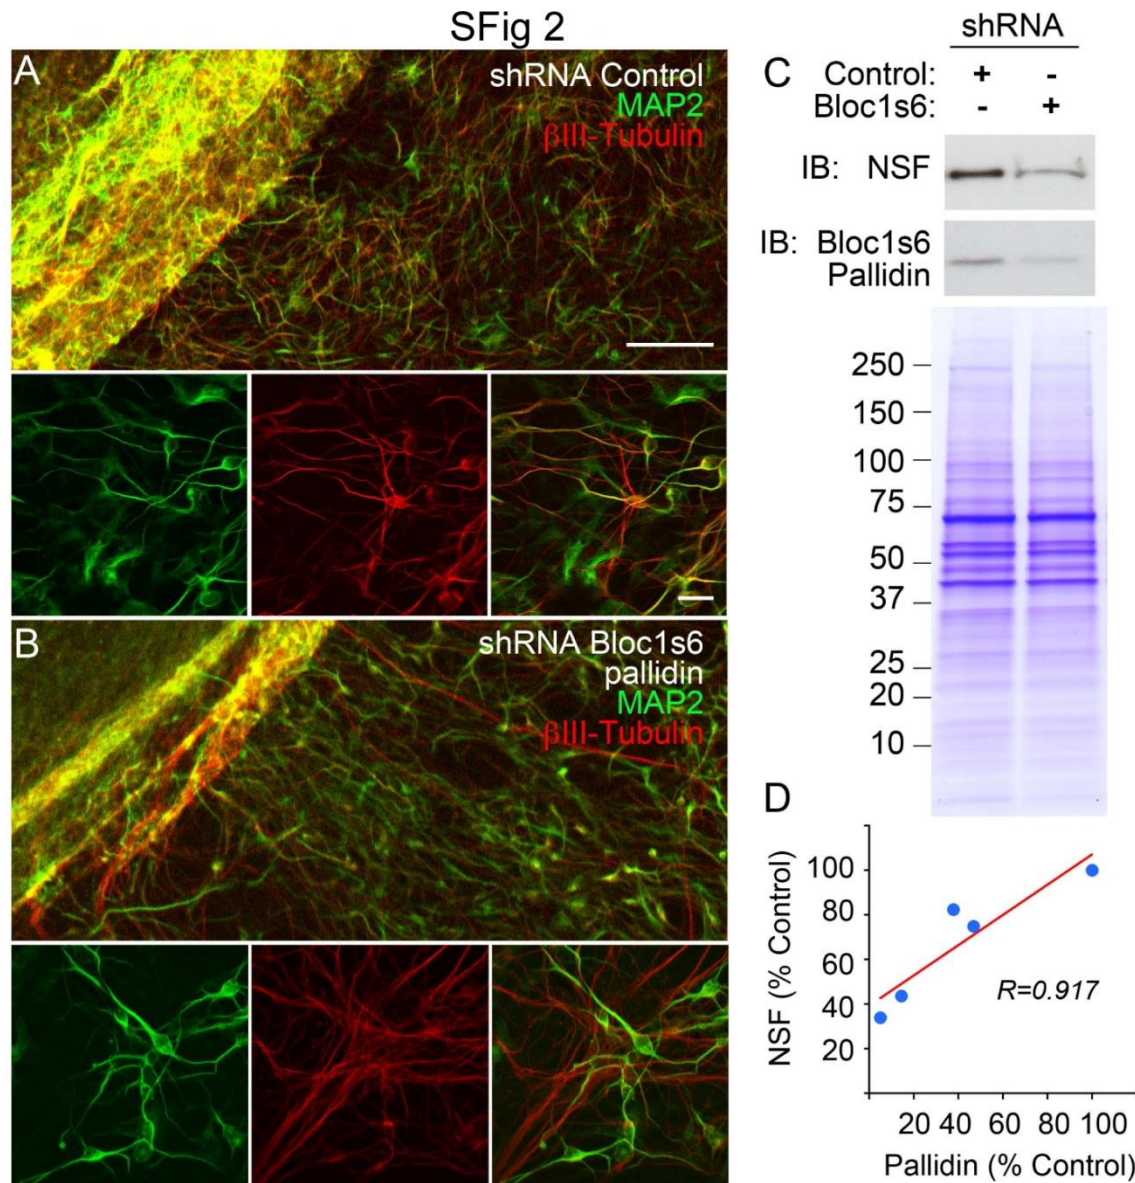 SFig 2
A
shRNA Control
MAP2
βIII-Tubulin
B
shRNA Bloc1s6
pallidin
MAP2
βIII-Tubulin
shRNA
C
Control: + -
Bloc1s6: - +
IB: NSF
IB: Bloc1s6
Pallidin
250
150
100
75
50
37
25
20
10
D
NSF (% Control)
100
80
60
40
20
R=0.917
20 40 60 80 100
Pallidin (% Control)